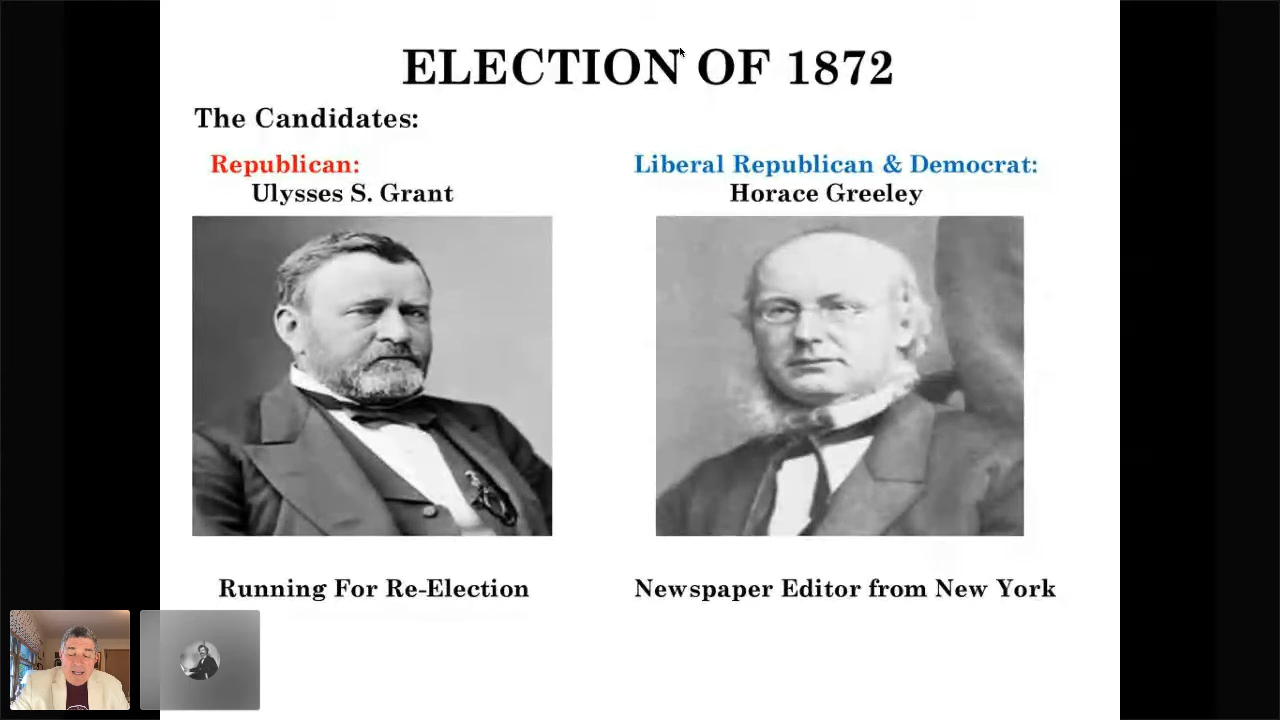 ELECTION OF 1872
The Candidates:
Republican:
Ulysses S. Grant
Liberal Republican & Democrat:
Horace Greeley
Running For Re-Election
Newspaper Editor from New York